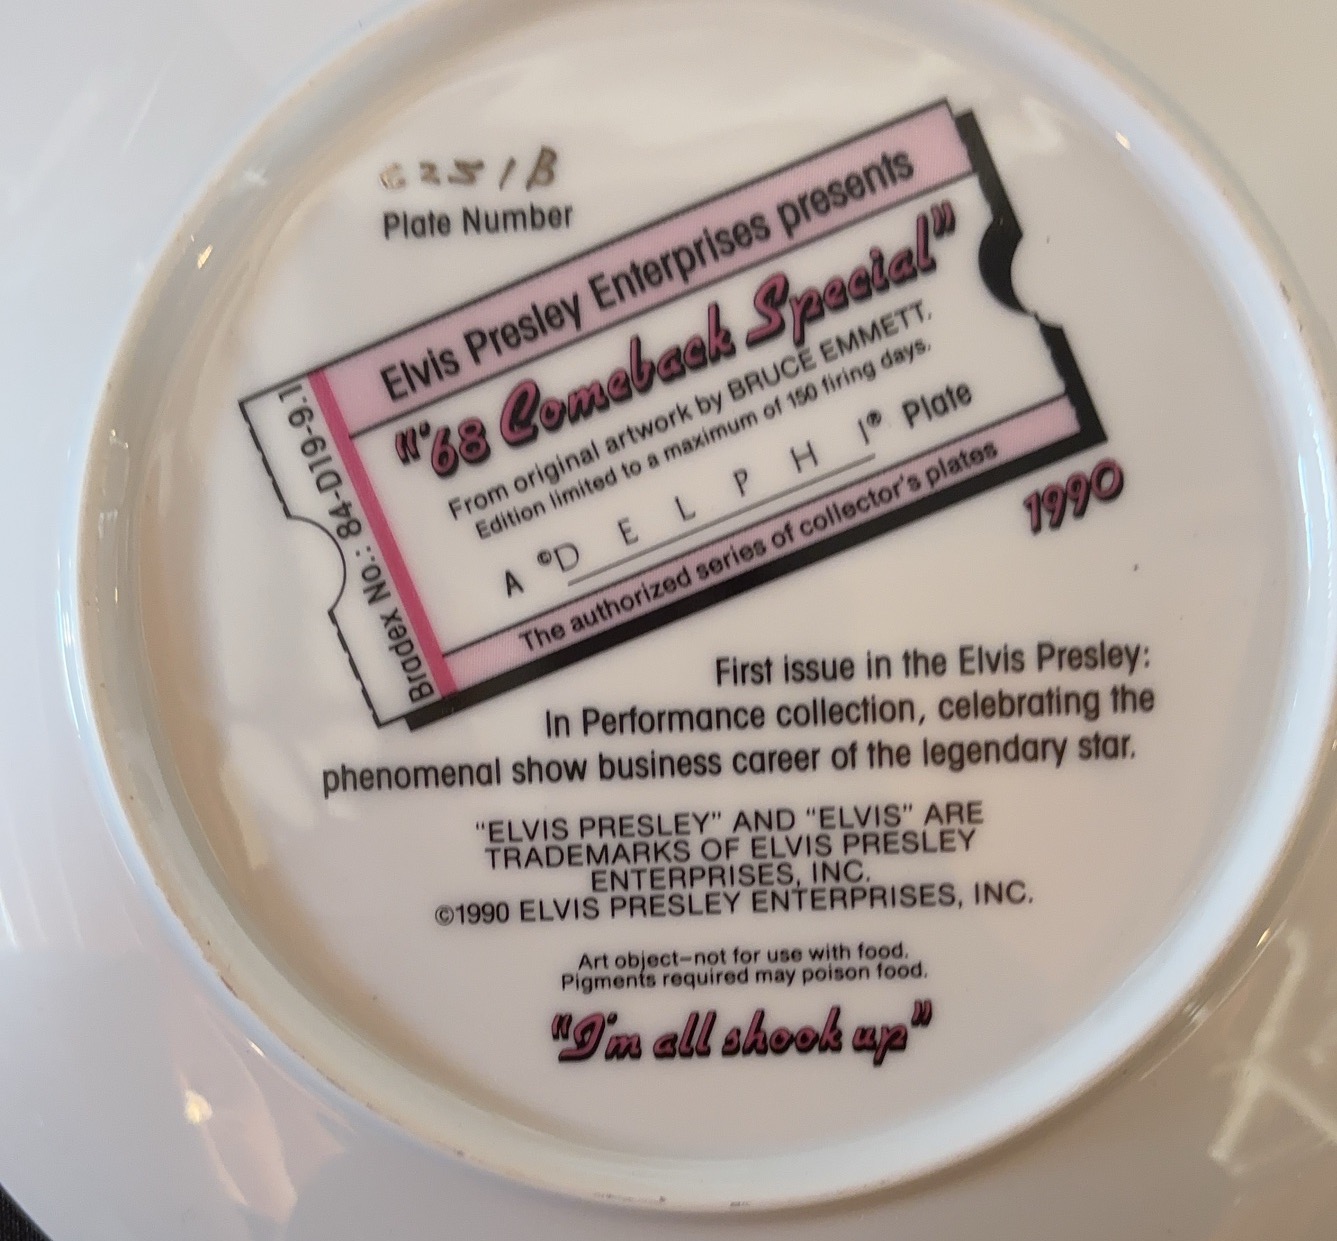 C251B
Plate Number
Elvis Presley Enterprises presents
"'68 Comeback Special"
From original artwork by BRUCE EMMETT.
Edition limited to a maximum of 150 firing days.
A ©DELPHI® Plate
The authorized series of collector's plates
Bradex No.: 84-D19-9.1
1990
First issue in the Elvis Presley:
In Performance collection, celebrating the
phenomenal show business career of the legendary star.
"ELVIS PRESLEY" AND "ELVIS" ARE
TRADEMARKS OF ELVIS PRESLEY
ENTERPRISES, INC.
©1990 ELVIS PRESLEY ENTERPRISES, INC.
Art object–not for use with food.
Pigments required may poison food.
"I'm all shook up"